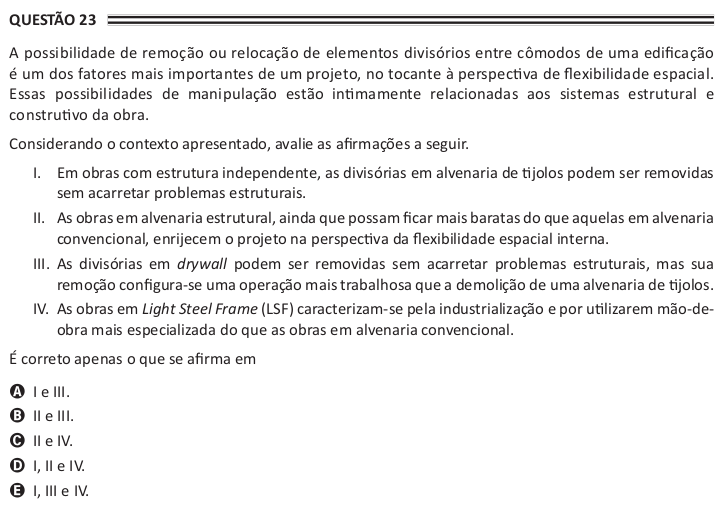 QUESTÃO 23
A possibilidade de remoção ou relocação de elementos divisórios entre cômodos de uma edificação
é um dos fatores mais importantes de um projeto, no tocante à perspectiva de flexibilidade espacial.
Essas possibilidades de manipulação estão intimamente relacionadas aos sistemas estrutural e
construtivo da obra.
Considerando o contexto apresentado, avalie as afirmações a seguir.
I. Em obras com estrutura independente, as divisórias em alvenaria de tijolos podem ser removidas
sem acarretar problemas estruturais.
II. As obras em alvenaria estrutural, ainda que possam ficar mais baratas do que aquelas em alvenaria
convencional, enrijecem o projeto na perspectiva da flexibilidade espacial interna.
III. As divisórias em drywall podem ser removidas sem acarretar problemas estruturais, mas sua
remoção configura-se uma operação mais trabalhosa que a demolição de uma alvenaria de tijolos.
IV. As obras em Light Steel Frame (LSF) caracterizam-se pela industrialização e por utilizarem mão-de-
obra mais especializada do que as obras em alvenaria convencional.
É correto apenas o que se afirma em
A I e III.
B II e III.
C II e IV.
D I, II e IV.
E I, III e IV.